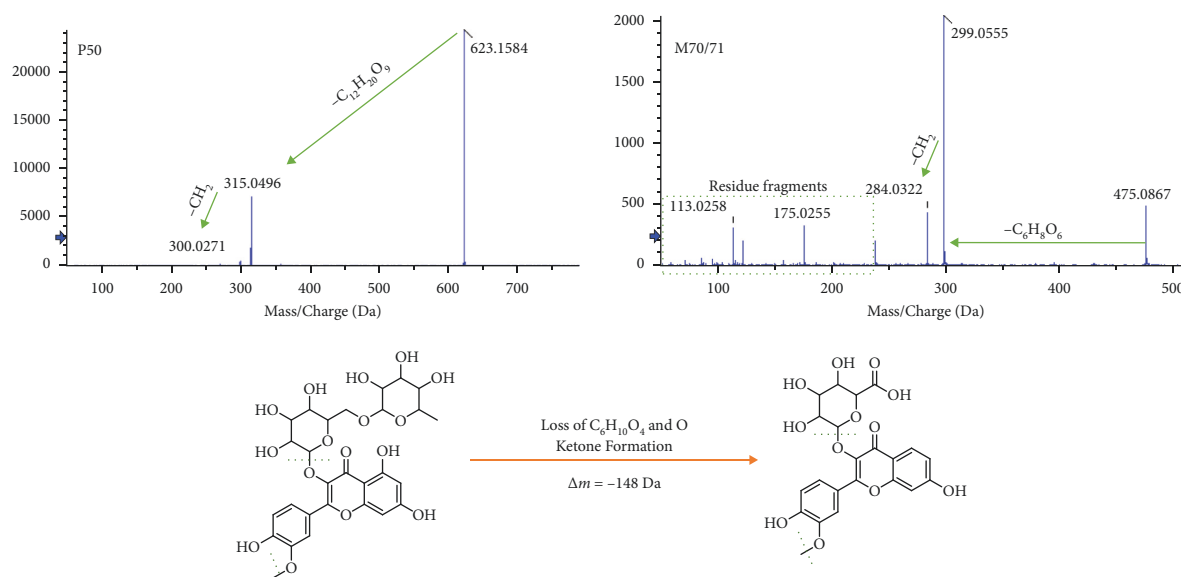 P50
623.1584
–C12H20O9
315.0496
–CH2
300.0271
20000
15000
10000
5000
0
100 200 300 400 500 600 700
Mass/Charge (Da)
M70/71
299.0555
–CH2
Residue fragments
284.0322
475.0867
113.0258
175.0255
–C6H8O6
2000
1500
1000
500
0
100 200 300 400 500
Mass/Charge (Da)
OH
OH
HO
OH
HO
O
HO
O
HO
O
O
OH
O
OH
HO
O
Loss of C6H10O4 and O
Ketone Formation
Δm = –148 Da
OH
O
HO
OH
HO
O
O
O
O
OH
HO
O